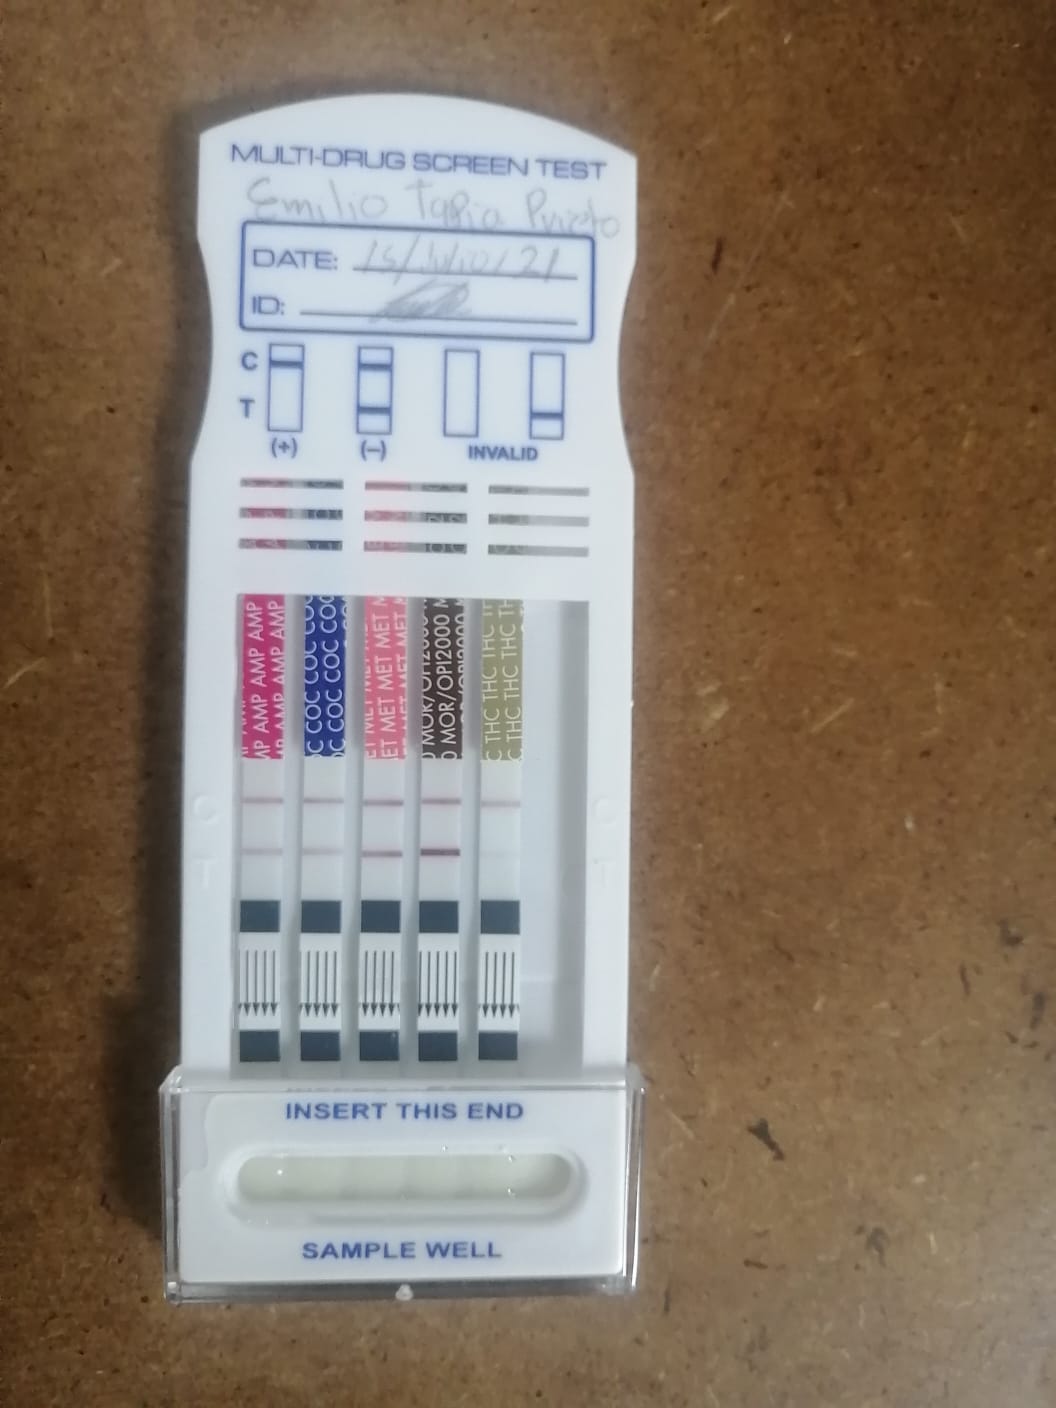 MULTI-DRUG SCREEN TEST
Emilio Tapia Prieto
DATE: 15/Julio/21
ID:
C
T
(+) (-) INVALID
AMP AMP AMP
COC COC COC
MET MET MET
MOR/OPI2000
THC THC THC
C C
T T
INSERT THIS END
SAMPLE WELL